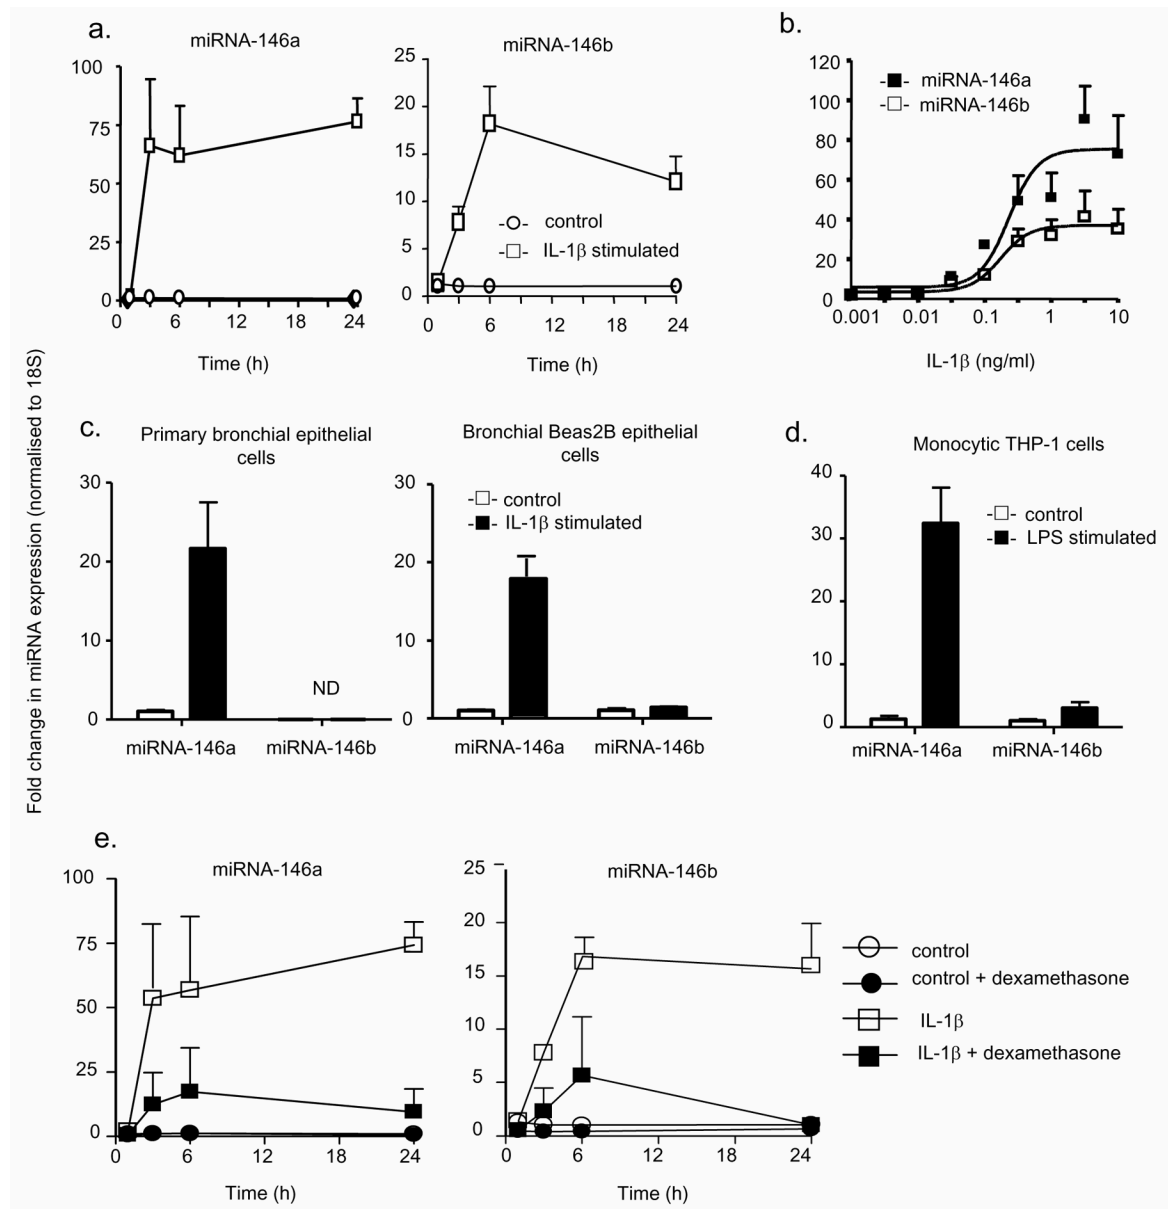 a.
miRNA-146a
100
75
50
25
0
0 6 12 18 24
Time (h)
miRNA-146b
25
20
15
10
5
0
0 6 12 18 24
Time (h)
-O- control
-□- IL-1β stimulated
b.
-■- miRNA-146a
-□- miRNA-146b
120
100
80
60
40
20
0
0.001 0.01 0.1 1 10
IL-1β (ng/ml)
Fold change in miRNA expression (normalised to 18S)
c.
Primary bronchial epithelial
cells
30
20
10
0
ND
miRNA-146a miRNA-146b
Bronchial Beas2B epithelial
cells
-□- control
-■- IL-1β stimulated
30
20
10
0
miRNA-146a miRNA-146b
d.
Monocytic THP-1 cells
40
30
20
10
0
-□- control
-■- LPS stimulated
miRNA-146a miRNA-146b
e.
miRNA-146a
100
75
50
25
0
0 6 12 18 24
Time (h)
miRNA-146b
25
20
15
10
5
0
0 6 12 18 24
Time (h)
control
control + dexamethasone
IL-1β
IL-1β + dexamethasone